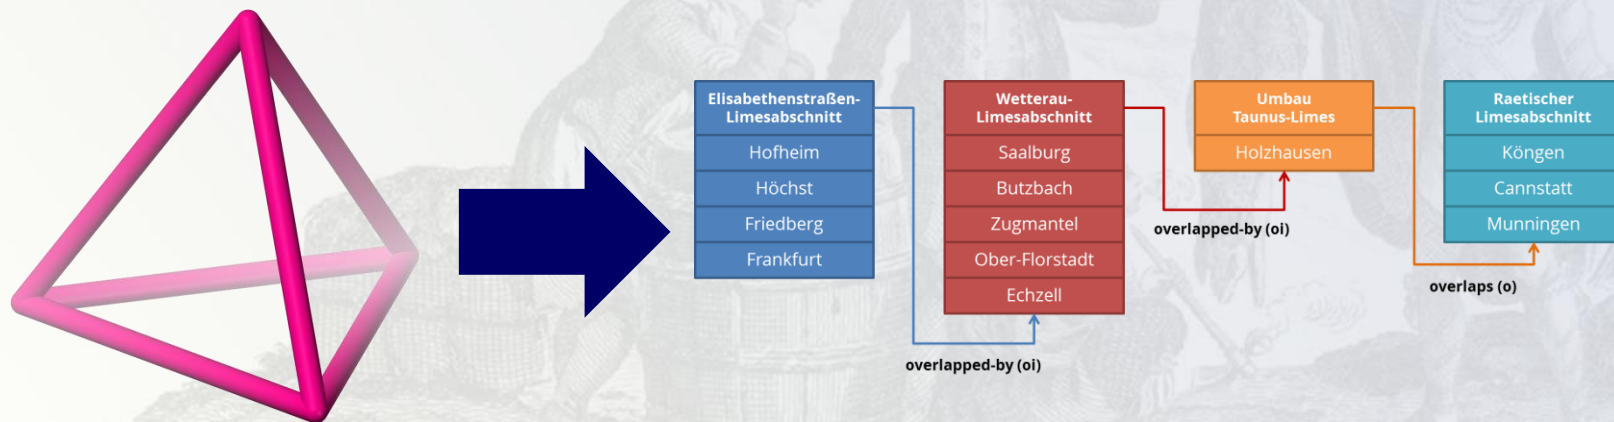 Elisabethenstraßen-
Limesabschnitt
Hofheim
Höchst
Friedberg
Frankfurt
overlapped-by (oi)
Wetterau-
Limesabschnitt
Saalburg
Butzbach
Zugmantel
Ober-Florstadt
Echzell
overlapped-by (oi)
Umbau
Taunus-Limes
Holzhausen
overlaps (o)
Raetischer
Limesabschnitt
Köngen
Cannstatt
Munningen